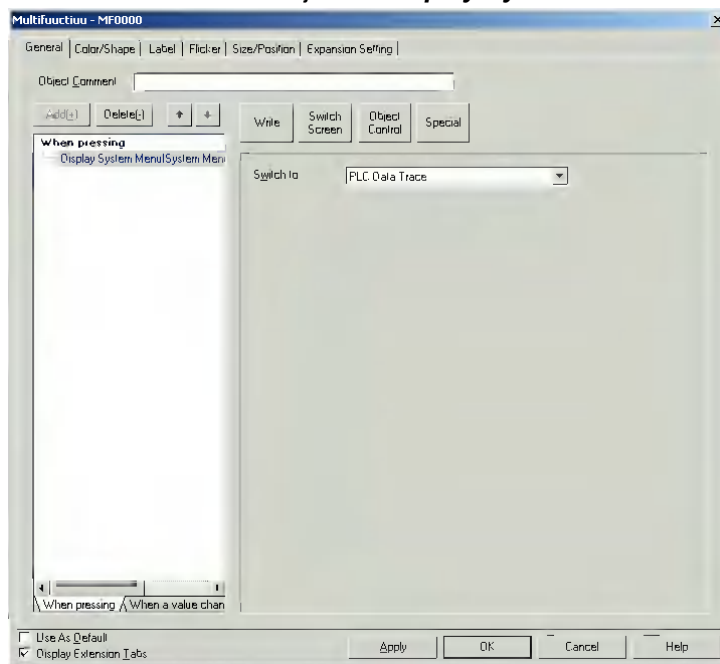 Multifuuctiuu - MF0000
General Color/Shape Label Flicker Size/Position Expansion Setting
Object Comment
Add(+) Delete(-)
Write Switch Screen Object Control Special
When pressing
Display System Menu[System Menu
Switch to PLC Data Trace
When pressing When a value chan
Use As Default
Display Extension Tabs
Apply OK Cancel Help